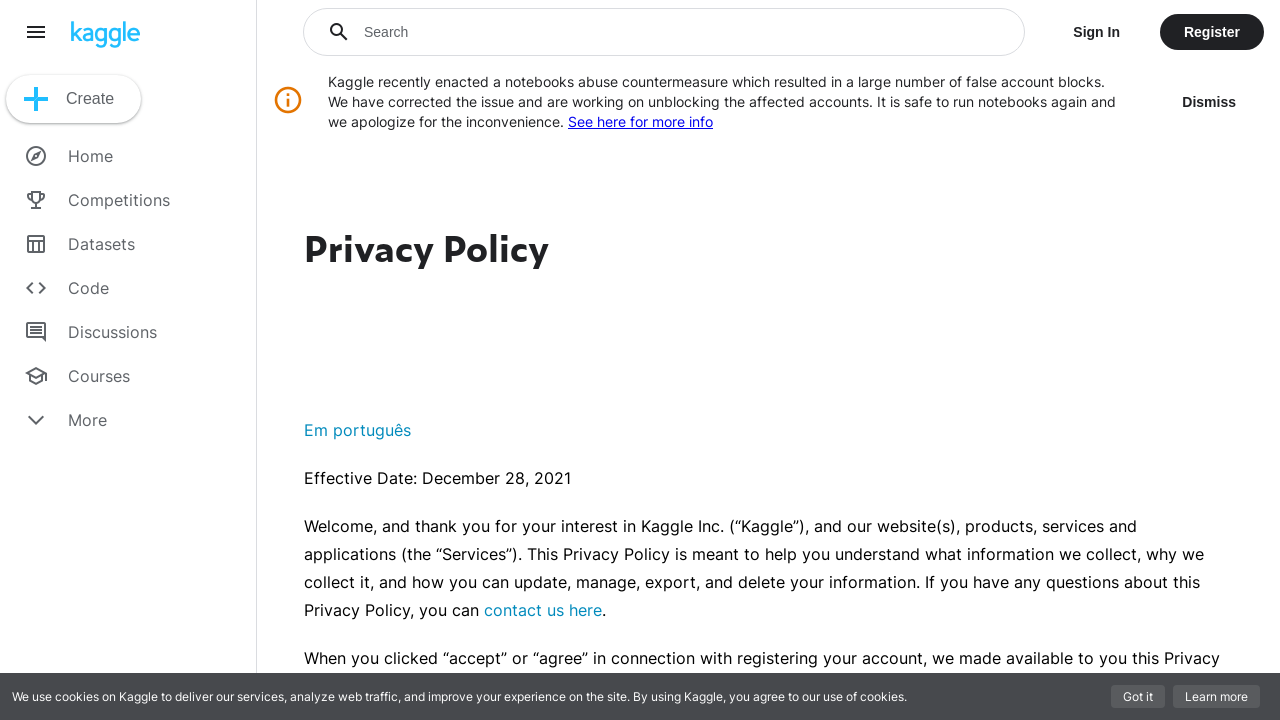 kaggle
Search
Sign In
Register
Create
Home
Competitions
Datasets
Code
Discussions
Courses
More
Kaggle recently enacted a notebooks abuse countermeasure which resulted in a large number of false account blocks.
We have corrected the issue and are working on unblocking the affected accounts. It is safe to run notebooks again and
we apologize for the inconvenience. See here for more info
Dismiss
Privacy Policy
Em português
Effective Date: December 28, 2021
Welcome, and thank you for your interest in Kaggle Inc. (“Kaggle”), and our website(s), products, services and
applications (the “Services”). This Privacy Policy is meant to help you understand what information we collect, why we
collect it, and how you can update, manage, export, and delete your information. If you have any questions about this
Privacy Policy, you can contact us here.
When you clicked “accept” or “agree” in connection with registering your account, we made available to you this Privacy
We use cookies on Kaggle to deliver our services, analyze web traffic, and improve your experience on the site. By using Kaggle, you agree to our use of cookies.
Got it
Learn more